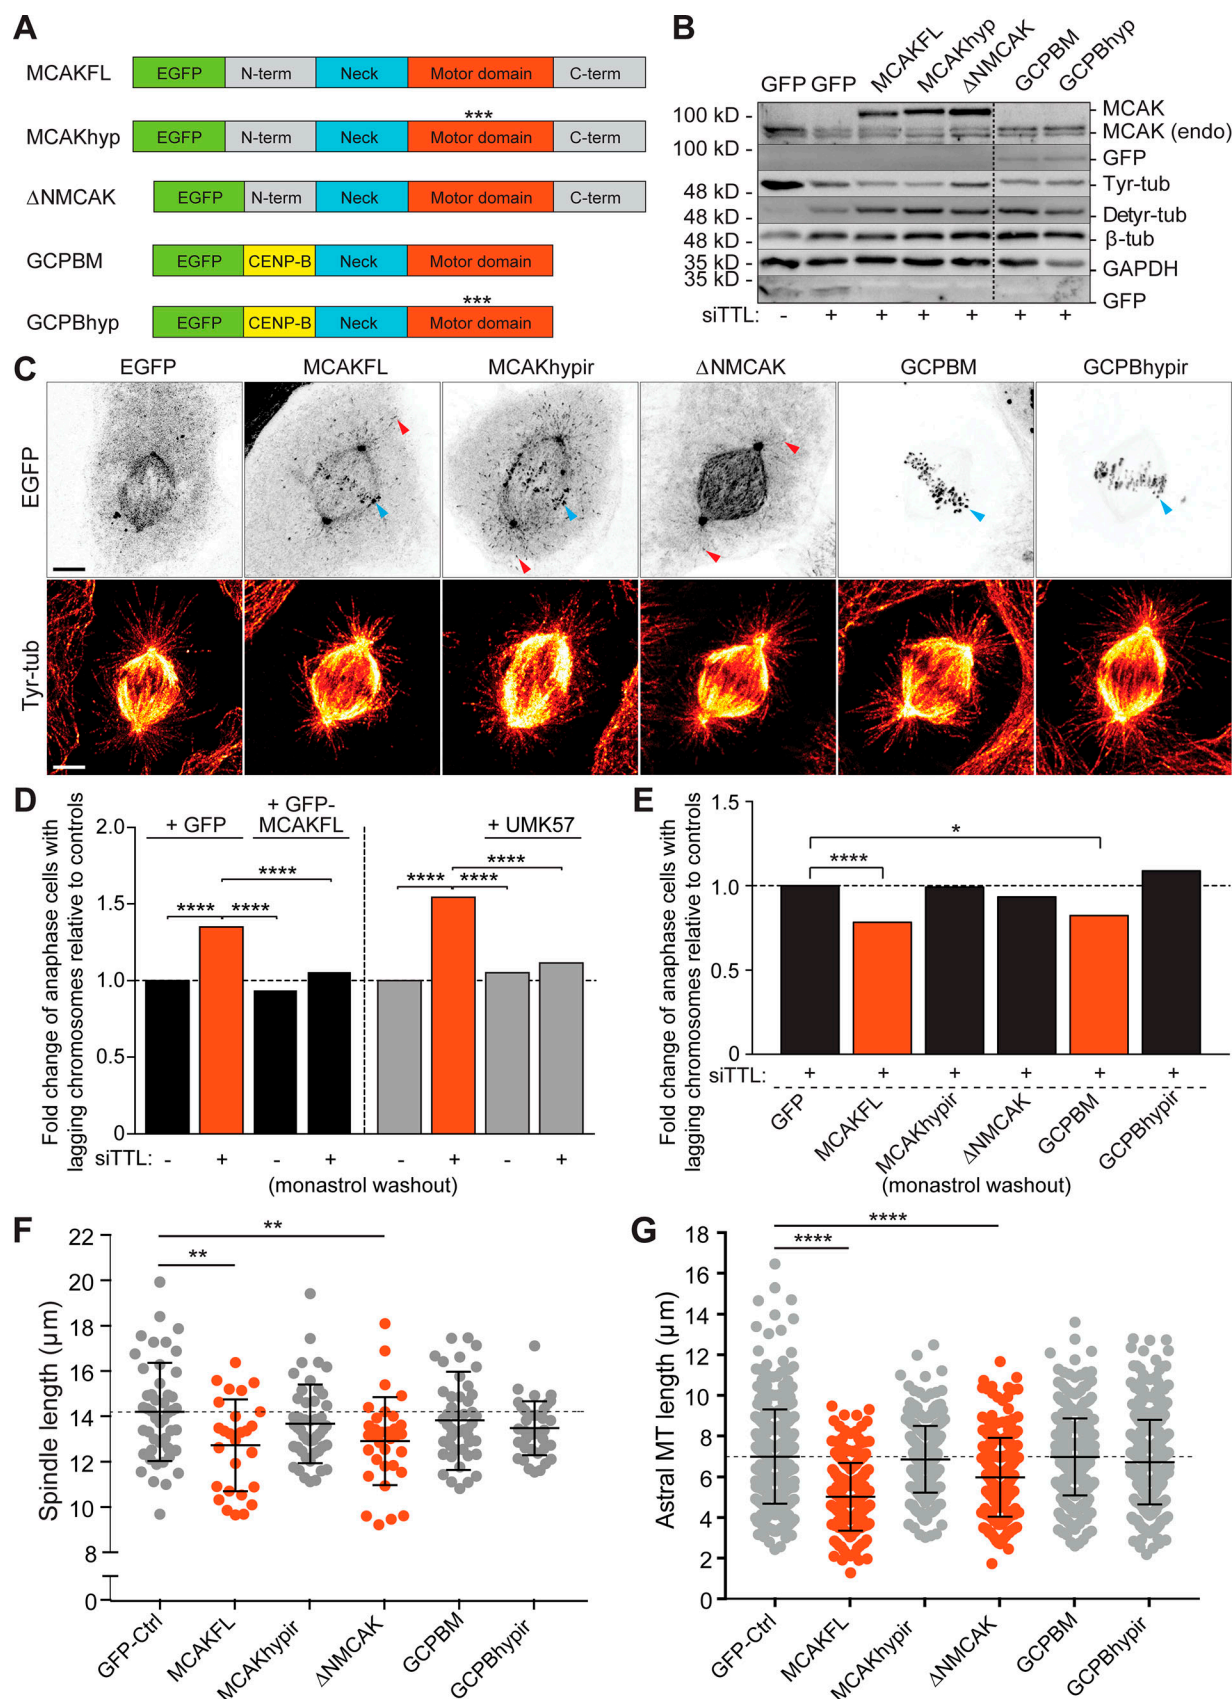 A
MCAKFL
EGFP N-term Neck Motor domain C-term
***
MCAKhyp
EGFP N-term Neck Motor domain C-term
ΔNMCAK
EGFP N-term Neck Motor domain C-term
GCPBM
EGFP CENP-B Neck Motor domain
***
GCPBhyp
EGFP CENP-B Neck Motor domain
B
GFP GFP MCAKFL MCAKhyp ΔNMCAK GCPBM GCPBhyp
100 kD - MCAK
MCAK (endo)
100 kD - GFP
48 kD - Tyr-tub
48 kD - Detyr-tub
48 kD - β-tub
35 kD - GAPDH
35 kD - GFP
siTTL: - + + + + + +
C
EGFP MCAKFL MCAKhypir ΔNMCAK GCPBM GCPBhypir
EGFP
Tyr-tub
D
Fold change of anaphase cells with
lagging chromosomes relative to controls
2.0
1.5
1.0
0.5
0
+ GFP + GFP-
MCAKFL + UMK57
**** **** ****
**** **** ****
siTTL: - + - + - + - +
(monastrol washout)
E
Fold change of anaphase cells with
lagging chromosomes relative to controls
1.5
1.0
0.5
0
*
****
siTTL: + + + + + +
GFP MCAKFL MCAKhypir ΔNMCAK GCPBM GCPBhypir
(monastrol washout)
F
Spindle length (µm)
22
20
18
16
14
12
10
8
0
**
**
GFP-Ctrl MCAKFL MCAKhypir ΔNMCAK GCPBM GCPBhypir
G
Astral MT length (µm)
18
16
14
12
10
8
6
4
2
0
****
****
GFP-Ctrl MCAKFL MCAKhypir ΔNMCAK GCPBM GCPBhypir